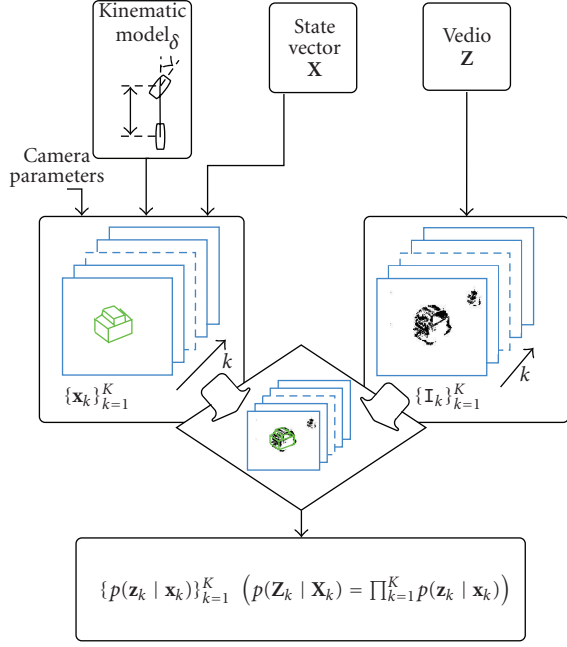 Kinematic
model
δ
State
vector
X
Vedio
Z
Camera
parameters
k
{x_k}_{k=1}^{K}
k
{I_k}_{k=1}^{K}
{p(z_k | x_k)}_{k=1}^{K} (p(Z_k | X_k) = ∏_{k=1}^{K} p(z_k | x_k))